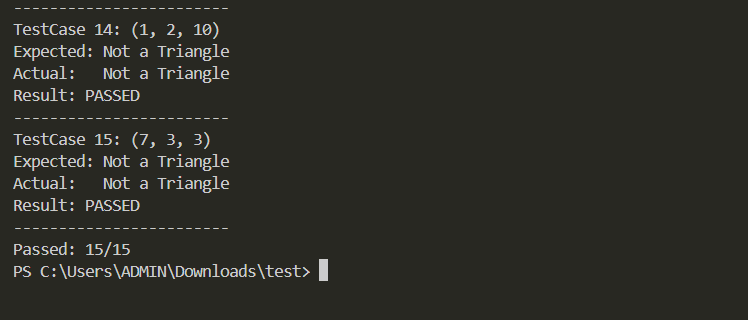 ------------------------
TestCase 14: (1, 2, 10)
Expected: Not a Triangle
Actual:   Not a Triangle
Result: PASSED
------------------------
TestCase 15: (7, 3, 3)
Expected: Not a Triangle
Actual:   Not a Triangle
Result: PASSED
------------------------
Passed: 15/15
PS C:\Users\ADMIN\Downloads\test>